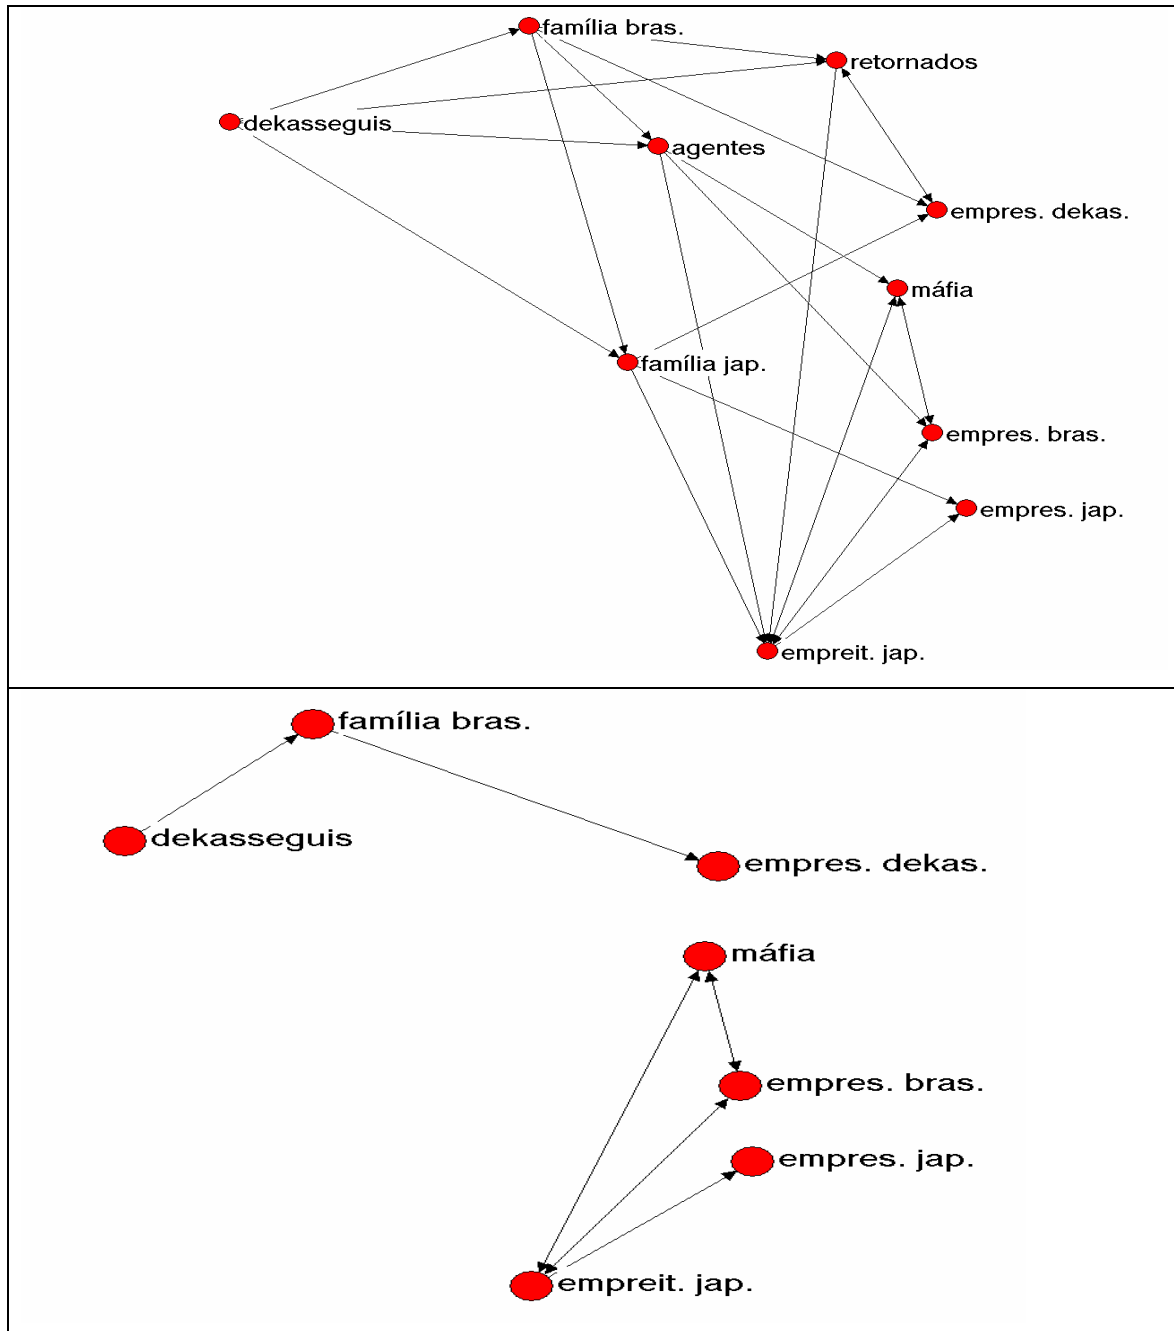 família bras.
retornados
dekasseguis
agentes
empres. dekas.
máfia
família jap.
empres. bras.
empres. jap.
empreit. jap.
família bras.
dekasseguis
empres. dekas.
máfia
empres. bras.
empres. jap.
empreit. jap.